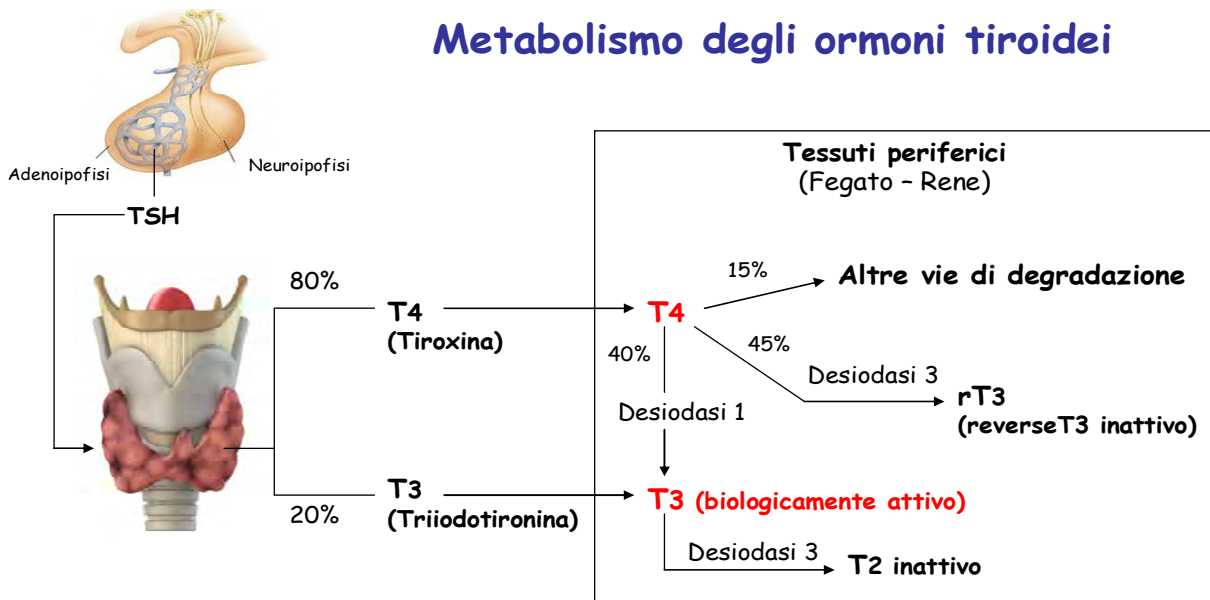 Metabolismo degli ormoni tiroidei
Adenoipofisi
Neuroipofisi
TSH
Tessuti periferici
(Fegato – Rene)
80%
T4
(Tiroxina)
T4
15%
Altre vie di degradazione
40%
45%
Desiodasi 3
rT3
(reverseT3 inattivo)
Desiodasi 1
20%
T3
(Triiodotironina)
T3 (biologicamente attivo)
Desiodasi 3
T2 inattivo